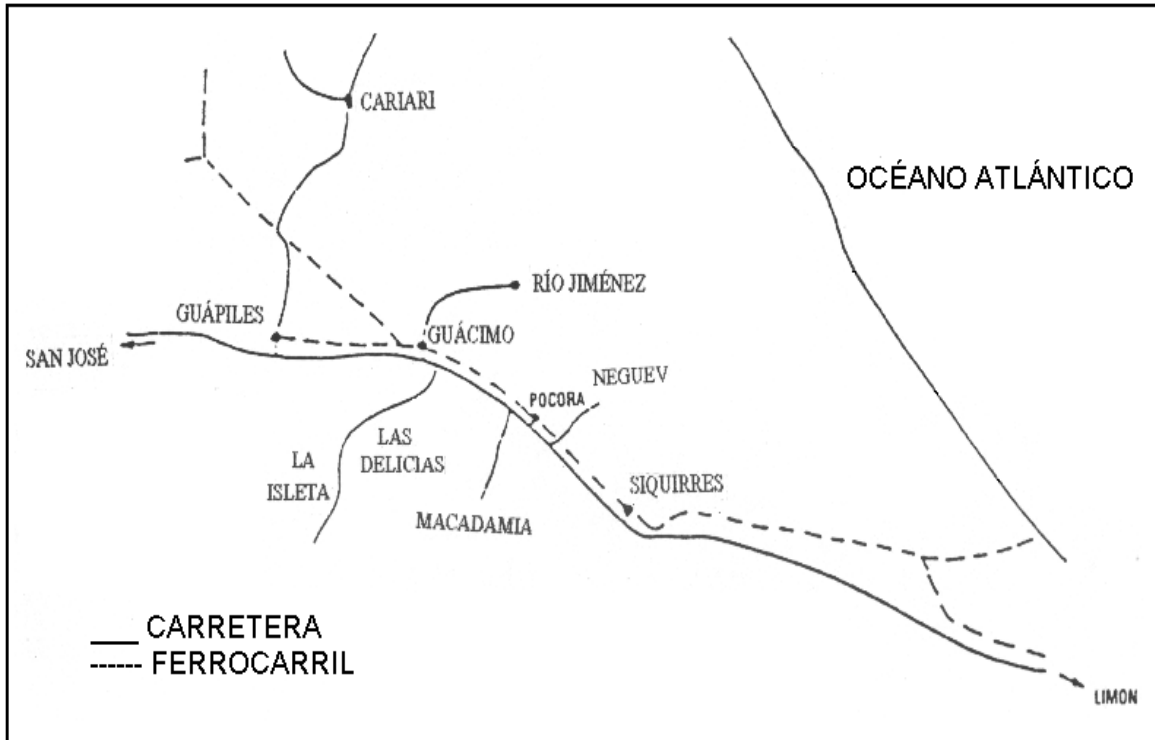 CARIARI
OCÉANO ATLÁNTICO
RÍO JIMÉNEZ
GUÁPILES
GUÁCIMO
SAN JOSÉ
NEGUEV
POCORA
LAS
DELICIAS
LA
ISLETA
SIQUIRRES
MACADAMIA
CARRETERA
FERROCARRIL
LIMON